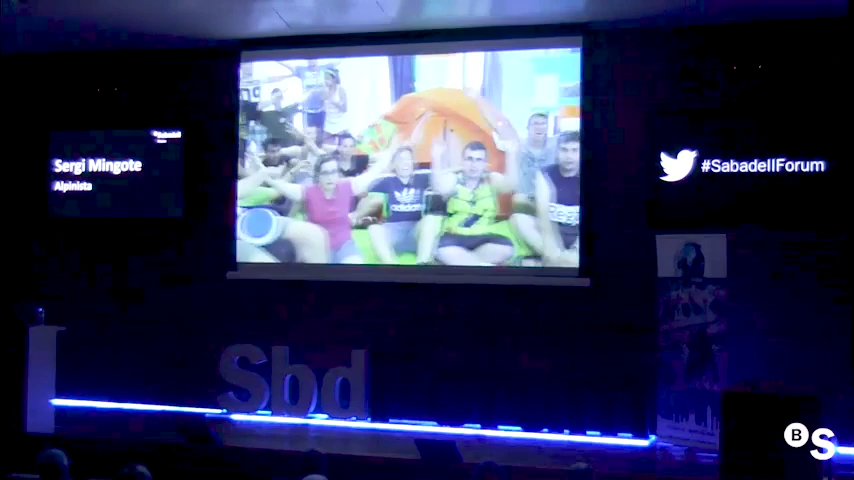 Sergi Mingote
Alpinista
#SabadellForum
adidas
Sbd
BS